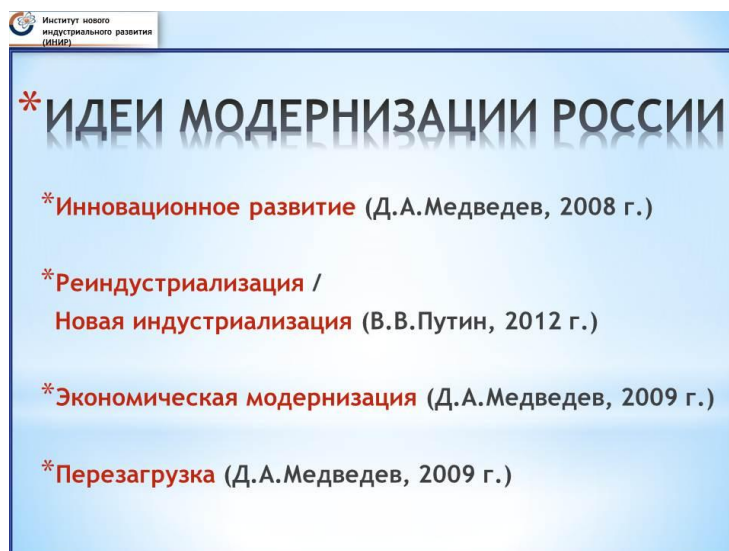 Институт нового
индустриального развития
(ИНИР)
*ИДЕИ МОДЕРНИЗАЦИИ РОССИИ
*Инновационное развитие (Д.А.Медведев, 2008 г.)
*Реиндустриализация /
Новая индустриализация (В.В.Путин, 2012 г.)
*Экономическая модернизация (Д.А.Медведев, 2009 г.)
*Перезагрузка (Д.А.Медведев, 2009 г.)